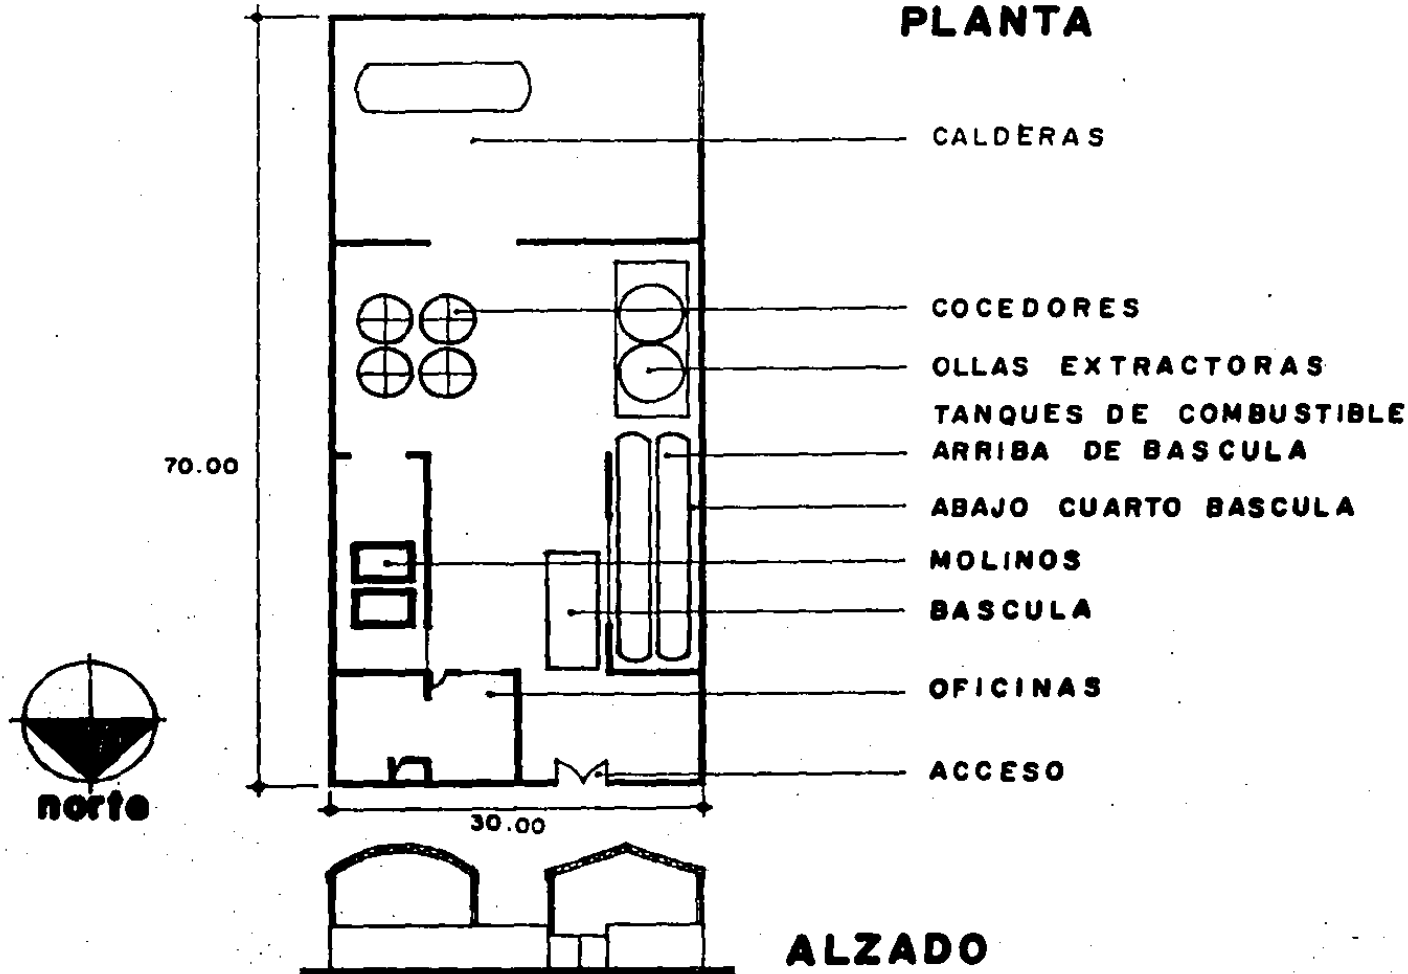 PLANTA
CALDERAS
COCEDORES
OLLAS EXTRACTORAS
TANQUES DE COMBUSTIBLE
ARRIBA DE BASCULA
70.00
ABAJO CUARTO BASCULA
MOLINOS
BASCULA
OFICINAS
ACCESO
norte
30.00
ALZADO